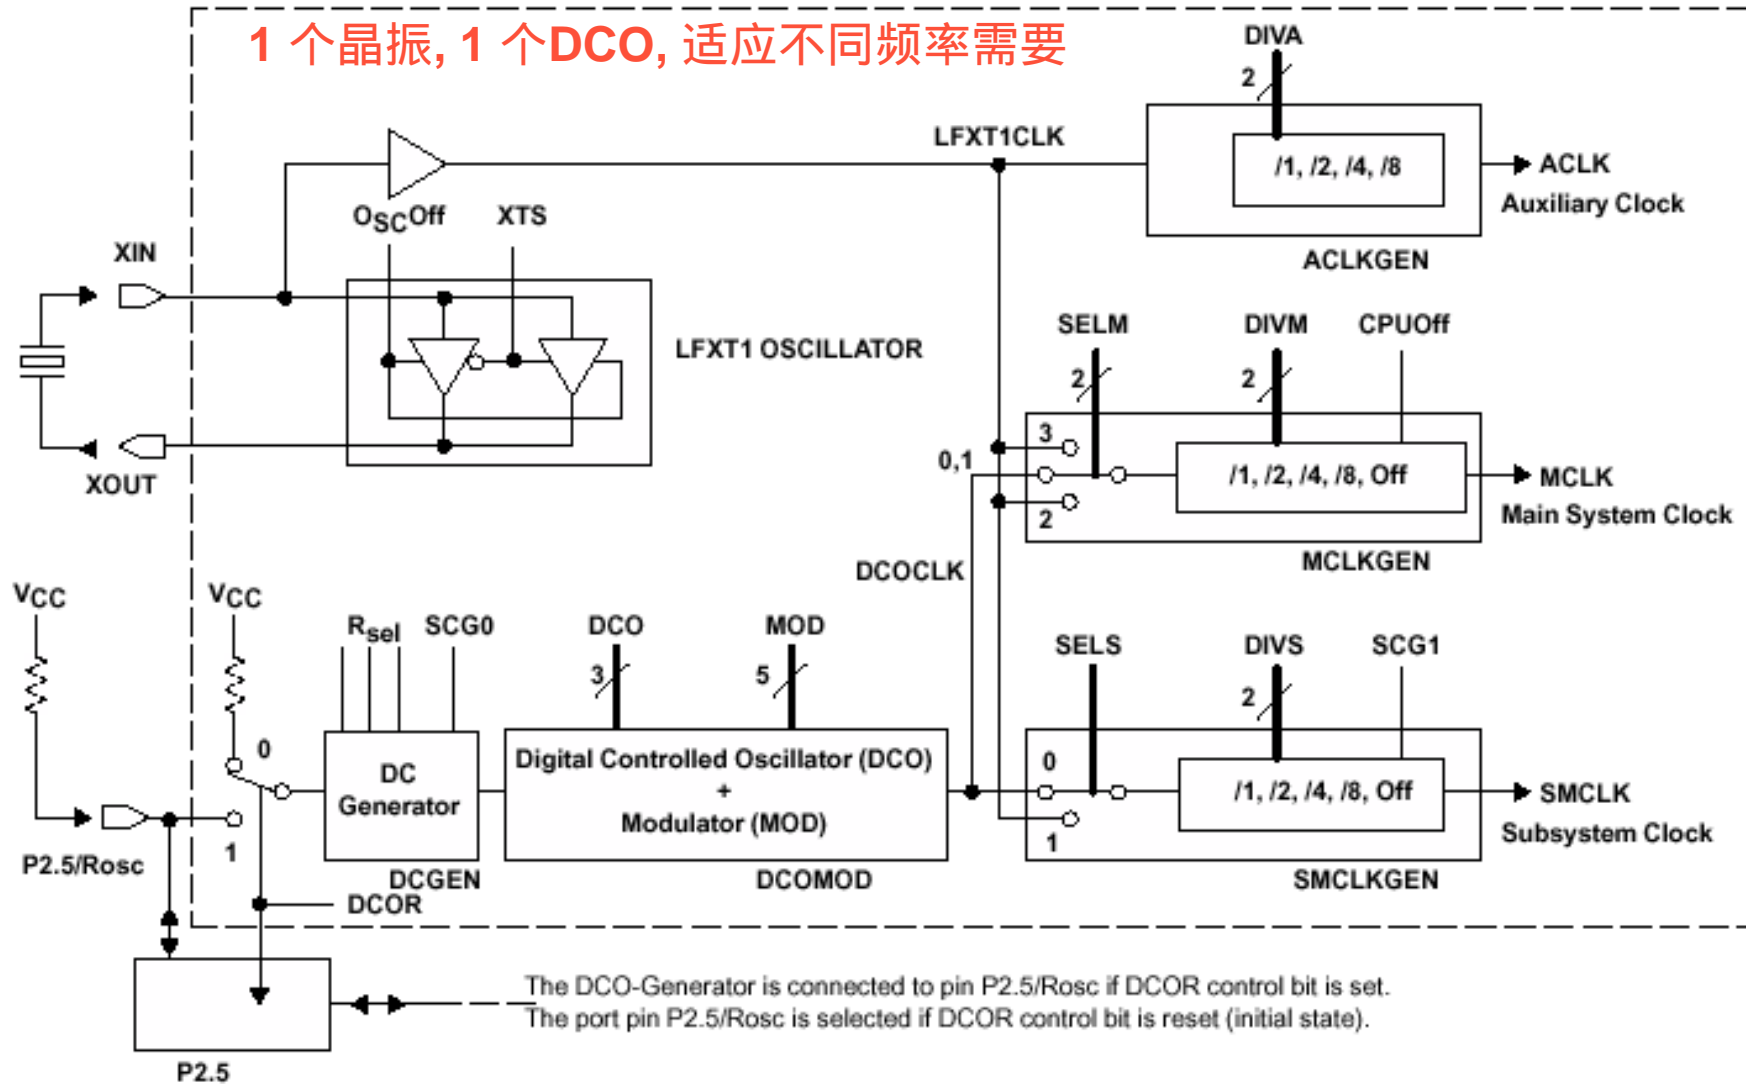 1 个晶振, 1 个DCO, 适应不同频率需要
DIVA
2
LFXT1CLK
/1, /2, /4, /8
ACLK
Auxiliary Clock
ACLKGEN
OSCOff
XTS
XIN
LFXT1 OSCILLATOR
XOUT
SELM
DIVM
CPUOff
2
2
3
0,1
2
/1, /2, /4, /8, Off
MCLK
Main System Clock
MCLKGEN
DCOCLK
VCC
VCC
Rsel
SCG0
DCO
MOD
3
5
SELS
DIVS
SCG1
2
0
1
DC
Generator
Digital Controlled Oscillator (DCO)
+
Modulator (MOD)
0
1
/1, /2, /4, /8, Off
SMCLK
Subsystem Clock
P2.5/Rosc
DCGEN
DCOMOD
SMCLKGEN
DCOR
The DCO-Generator is connected to pin P2.5/Rosc if DCOR control bit is set.
The port pin P2.5/Rosc is selected if DCOR control bit is reset (initial state).
P2.5